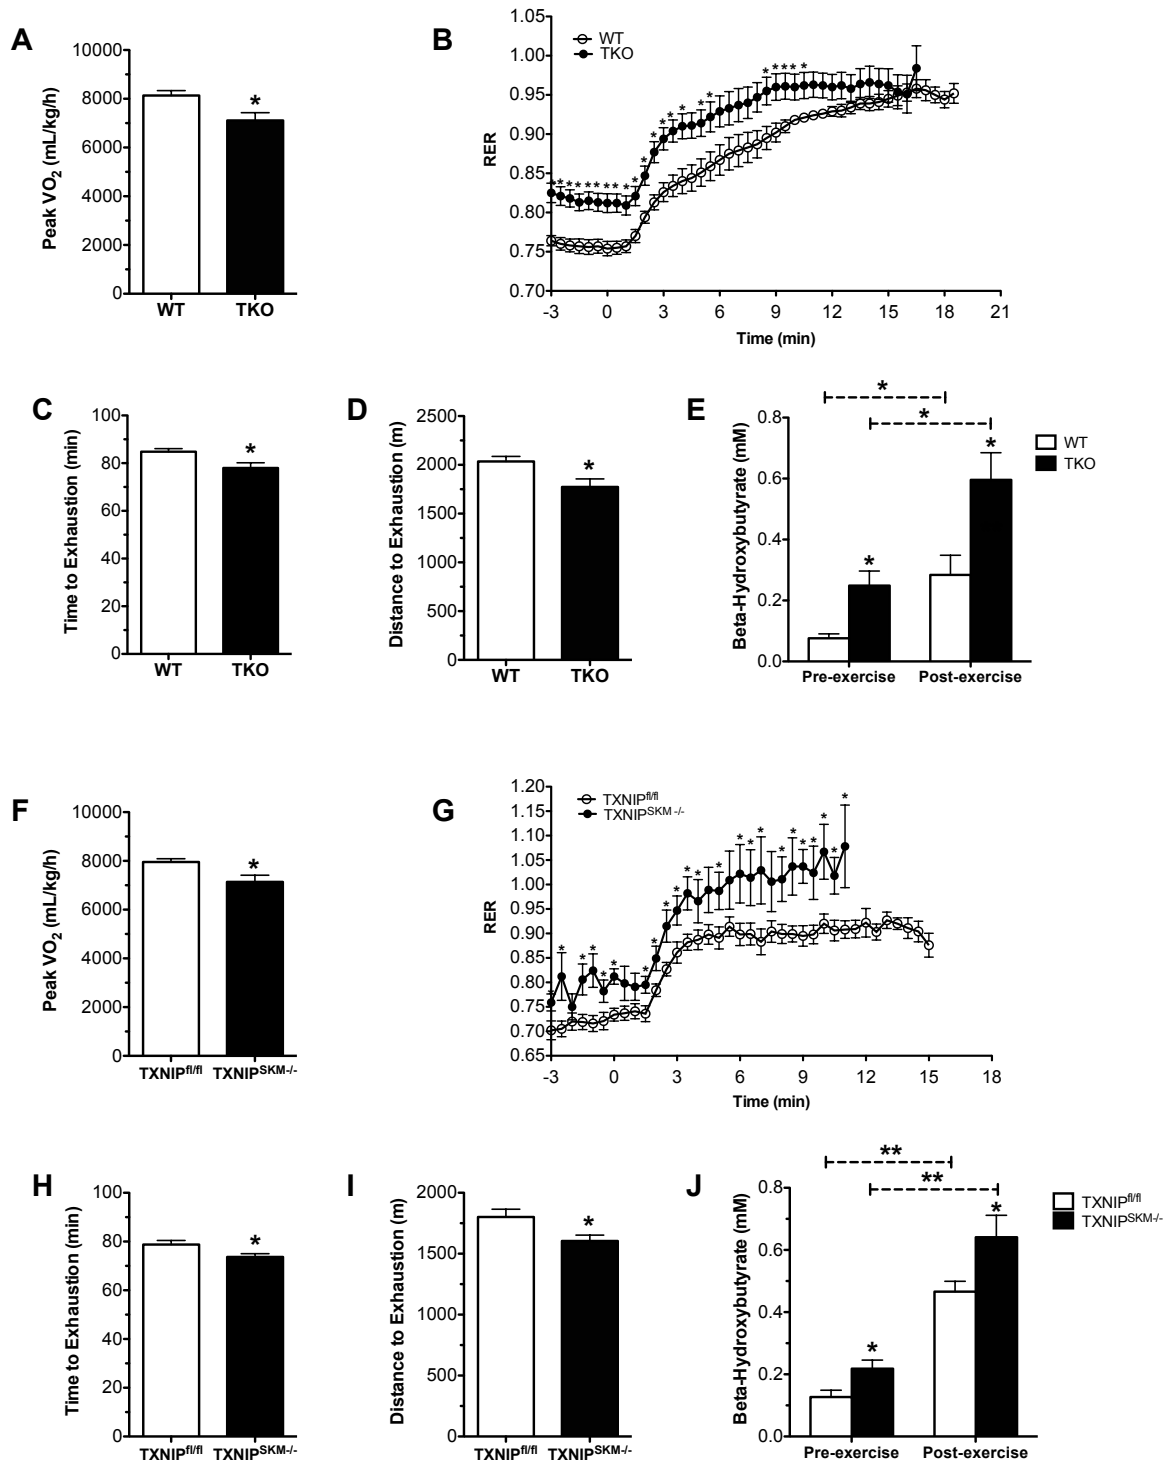 A
Peak VO2 (mL/kg/h)
10000
8000
6000
4000
2000
0
*
WT
TKO
B
RER
1.05
1.00
0.95
0.90
0.85
0.80
0.75
0.70
WT
TKO
-3
0
3
6
9
12
15
18
21
Time (min)
C
Time to Exhaustion (min)
100
80
60
40
20
0
*
WT
TKO
D
Distance to Exhaustion (m)
2500
2000
1500
1000
500
0
*
WT
TKO
E
Beta-Hydroxybutyrate (mM)
0.8
0.6
0.4
0.2
0.0
*
*
*
*
WT
TKO
Pre-exercise
Post-exercise
F
Peak VO2 (mL/kg/h)
10000
8000
6000
4000
2000
0
*
TXNIPfl/fl
TXNIPSKM-/-
G
RER
1.20
1.15
1.10
1.05
1.00
0.95
0.90
0.85
0.80
0.75
0.70
0.65
TXNIPfl/fl
TXNIPSKM -/-
-3
0
3
6
9
12
15
18
Time (min)
H
Time to Exhaustion (min)
100
80
60
40
20
0
*
TXNIPfl/fl
TXNIPSKM-/-
I
Distance to Exhaustion (m)
2000
1500
1000
500
0
*
TXNIPfl/fl
TXNIPSKM-/-
J
Beta-Hydroxybutyrate (mM)
0.8
0.6
0.4
0.2
0.0
**
**
*
*
TXNIPfl/fl
TXNIPSKM-/-
Pre-exercise
Post-exercise